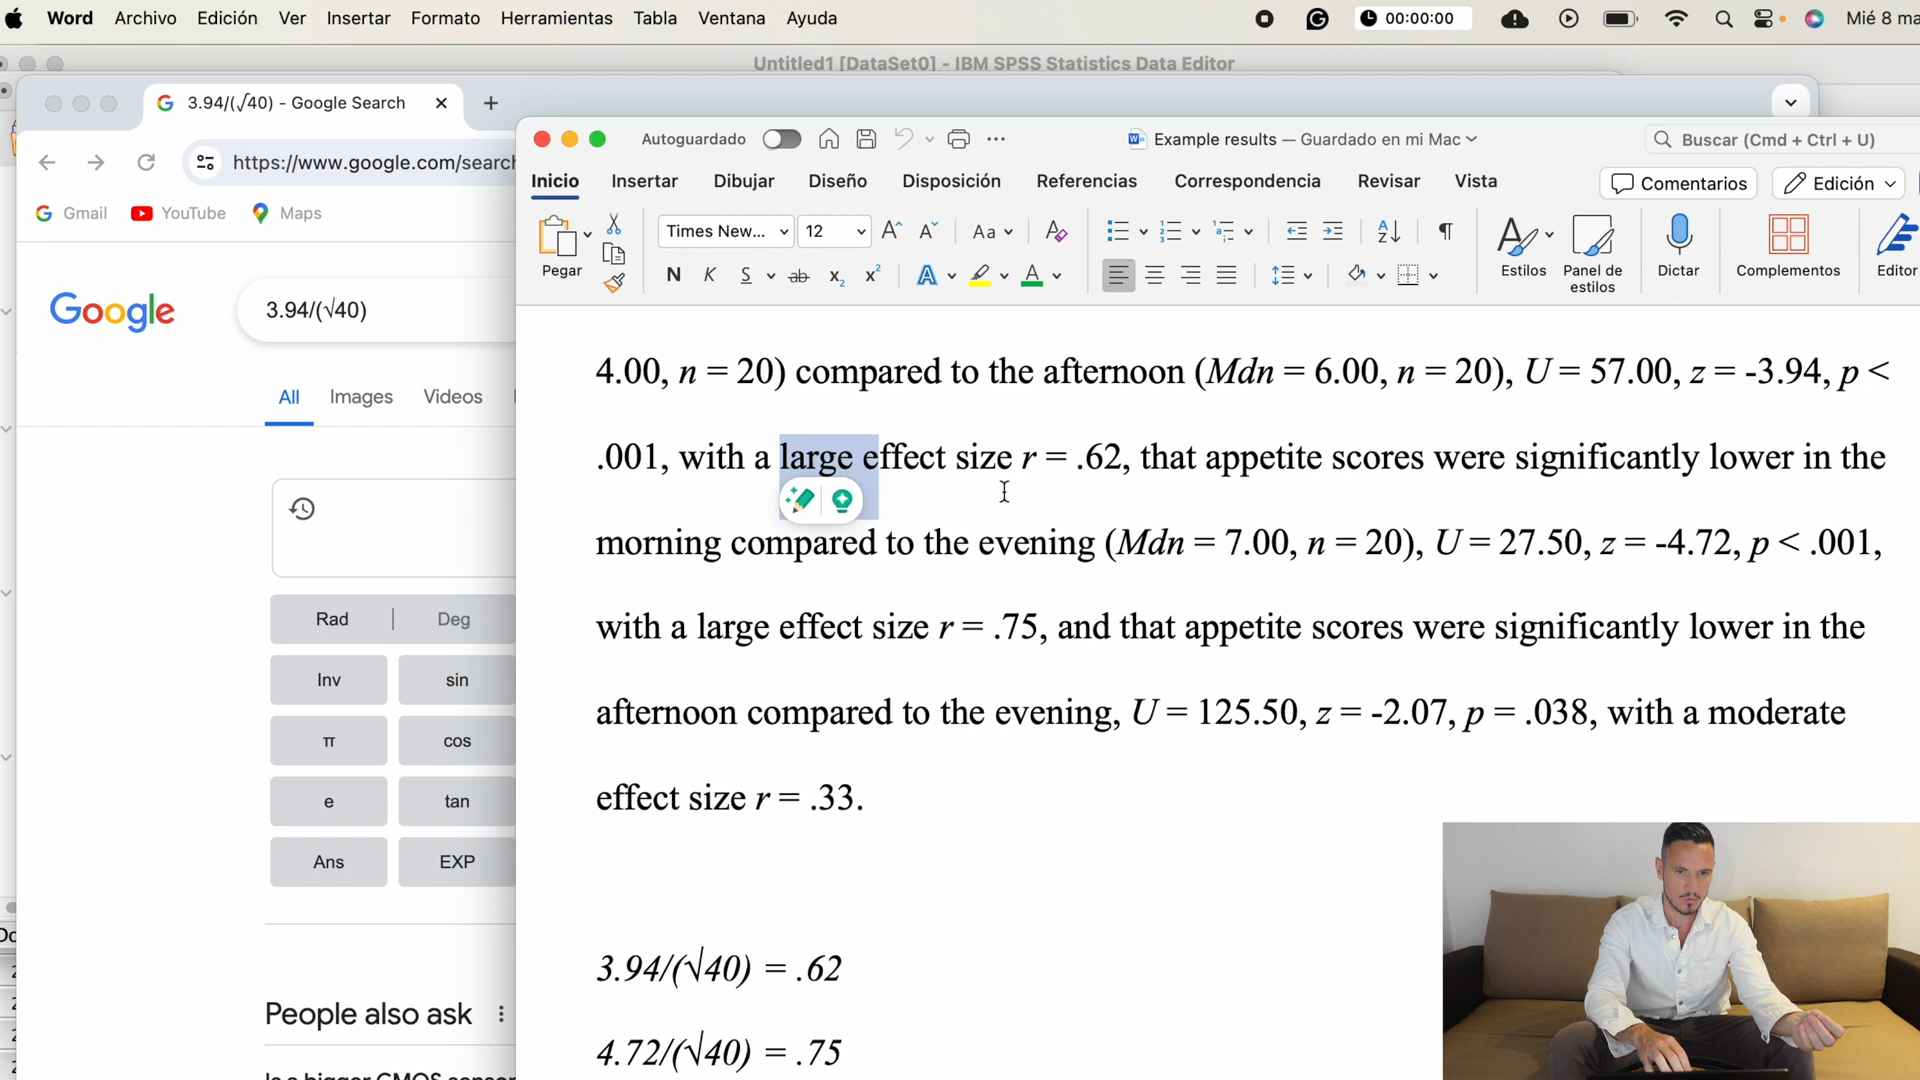 Word Archivo Edición Ver Insertar Formato Herramientas Tabla Ventana Ayuda 00:00:00 Mié 8 ma
Untitled1 [DataSet0] - IBM SPSS Statistics Data Editor
3.94/(√40) - Google Search
https://www.google.com/search
Gmail YouTube Maps
Google
3.94/(√40)
All Images Videos
Rad Deg
Inv sin
π cos
e tan
Ans EXP
People also ask
Autoguardado Example results — Guardado en mi Mac Buscar (Cmd + Ctrl + U)
Inicio Insertar Dibujar Diseño Disposición Referencias Correspondencia Revisar Vista Comentarios Edición
Pegar Times New... 12 Aa
N K S ab x₂ x² A A
Estilos Panel de estilos Dictar Complementos Editor
4.00, n = 20) compared to the afternoon (Mdn = 6.00, n = 20), U = 57.00, z = -3.94, p <
.001, with a large effect size r = .62, that appetite scores were significantly lower in the
morning compared to the evening (Mdn = 7.00, n = 20), U = 27.50, z = -4.72, p < .001,
with a large effect size r = .75, and that appetite scores were significantly lower in the
afternoon compared to the evening, U = 125.50, z = -2.07, p = .038, with a moderate
effect size r = .33.
3.94/(√40) = .62
4.72/(√40) = .75